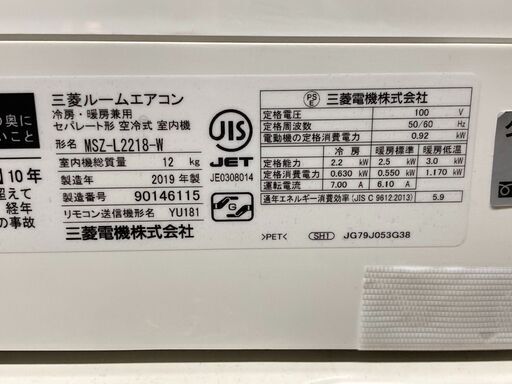 の奥に
いこと
10年
超えて
経年
の事故
三菱ルームエアコン
冷房・暖房兼用
セパレート形 空冷式 室内機
形名 MSZ-L2218-W
室内機総質量 12 kg
製造年 2019 年製
製造番号 90146115
リモコン送信機形名 YU181
三菱電機株式会社
JIS
JET
JE0308014
PS
E
三菱電機株式会社
定格電圧 100 V
定格周波数 50/60 Hz
電動機の定格消費電力 0.92 kW
冷房 暖房標準 暖房低温
定格能力 2.2 kW 2.5 kW 3.0 kW
定格消費電力 0.630 kW 0.550 kW 1.170 kW
運転電流 7.00 A 6.10 A
通年エネルギー消費効率(JIS C 9612:2013) 5.9
>PET< SH1 JG79J053G38